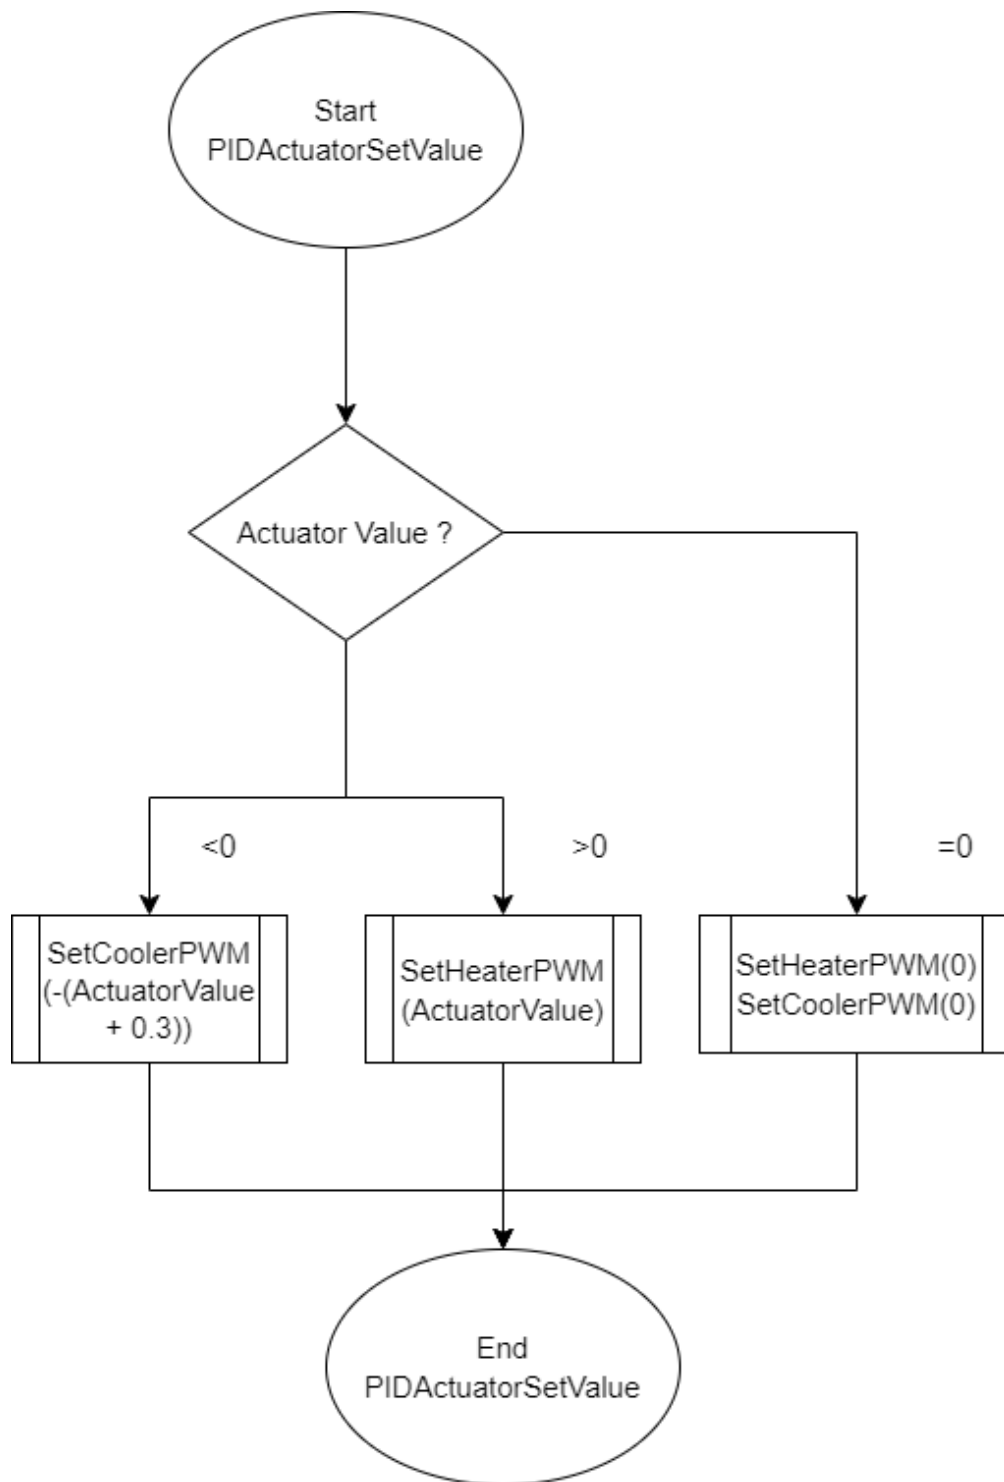 Start
PIDActuatorSetValue
Actuator Value ?
<0
>0
=0
SetCoolerPWM
(-(ActuatorValue
+ 0.3))
SetHeaterPWM
(ActuatorValue)
SetHeaterPWM(0)
SetCoolerPWM(0)
End
PIDActuatorSetValue